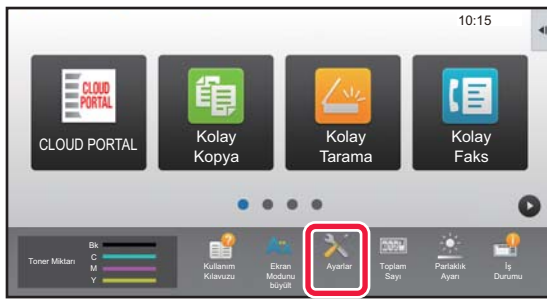 10:15
CLOUD
PORTAL
CLOUD PORTAL
Kolay
Kopya
Kolay
Tarama
Kolay
Faks
Toner Miktarı
Bk
C
M
Y
Kullanım
Kılavuzu
Ekran
Modunu
büyült
Ayarlar
Toplam
Sayı
Parlaklık
Ayarı
İş
Durumu